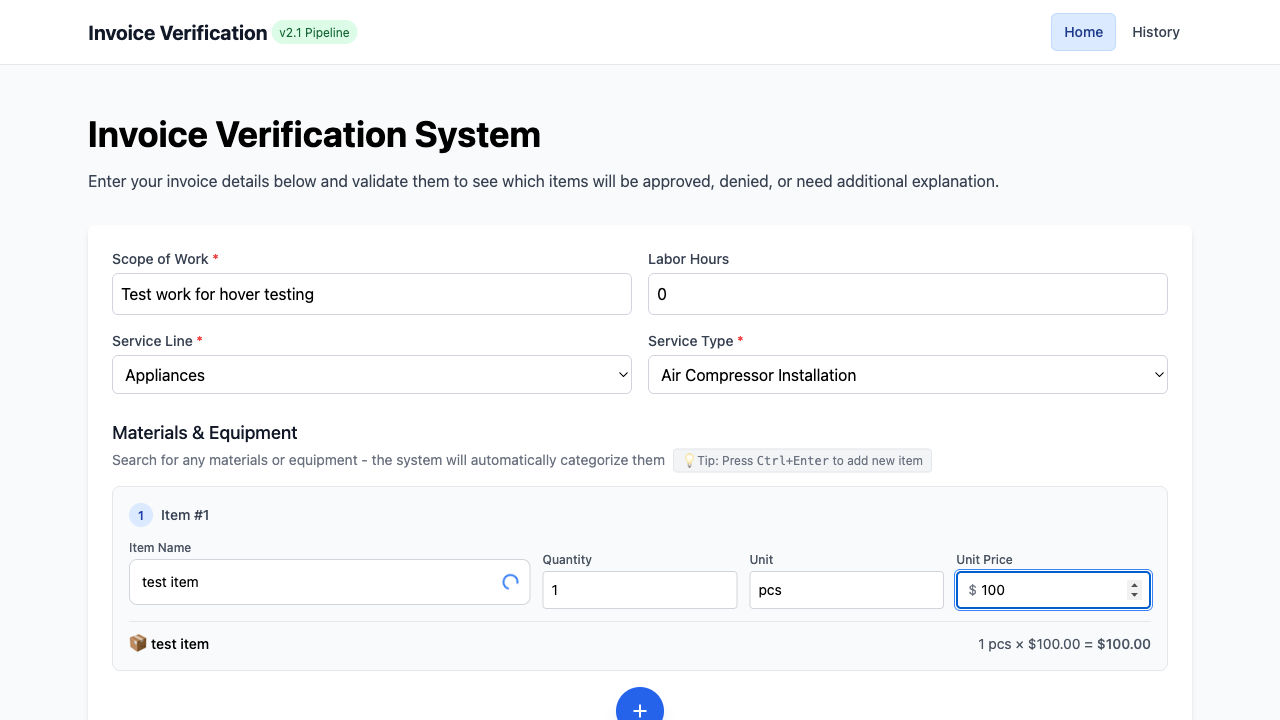 Invoice Verification v2.1 Pipeline Home History
Invoice Verification System
Enter your invoice details below and validate them to see which items will be approved, denied, or need additional explanation.
Scope of Work * Labor Hours
Test work for hover testing 0
Service Line * Service Type *
Appliances Air Compressor Installation
Materials & Equipment
Search for any materials or equipment - the system will automatically categorize them 💡Tip: Press Ctrl+Enter to add new item
1 Item #1
Item Name Quantity Unit Unit Price
test item 1 pcs $ 100
📦 test item 1 pcs × $100.00 = $100.00
+